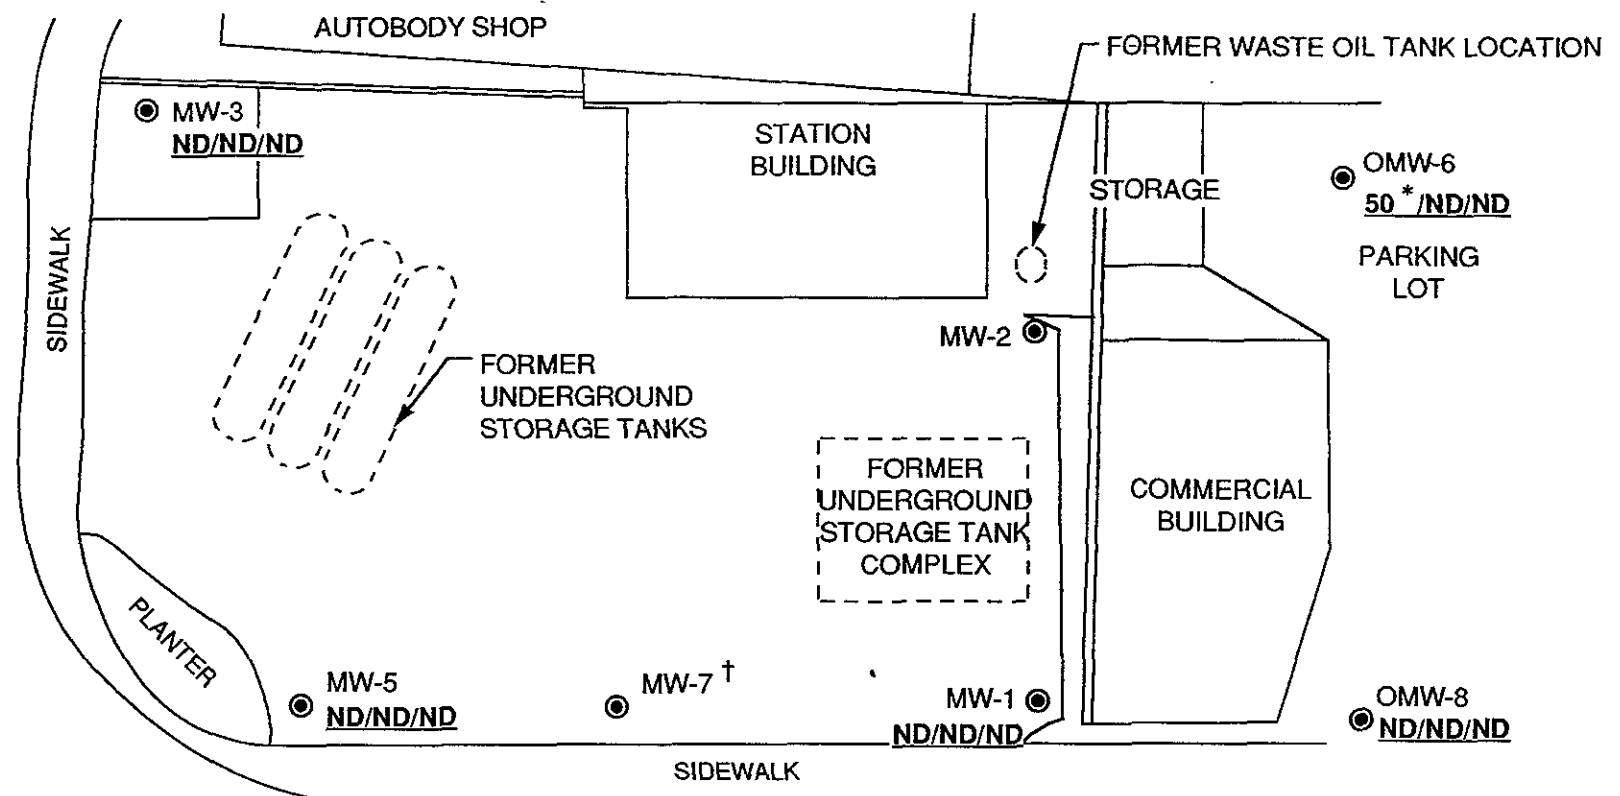 AUTOBODY SHOP
FORMER WASTE OIL TANK LOCATION
MW-3
ND/ND/ND
STATION
BUILDING
STORAGE
OMW-6
50*/ND/ND
PARKING
LOT
SIDEWALK
MW-2
FORMER
UNDERGROUND
STORAGE TANKS
FORMER
UNDERGROUND
STORAGE TANK
COMPLEX
COMMERCIAL
BUILDING
PLANTER
MW-5
ND/ND/ND
MW-7†
MW-1
ND/ND/ND
OMW-8
ND/ND/ND
SIDEWALK